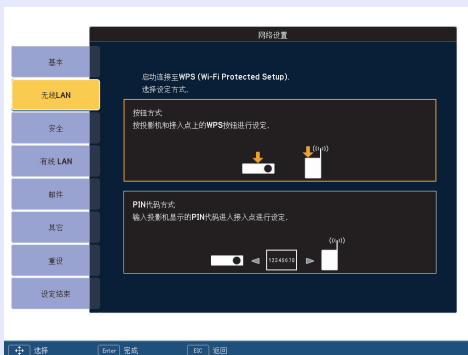 网络设置
基本
无线LAN
安全
有线 LAN
邮件
其它
重设
设定结束
启动连接至WPS (Wi-Fi Protected Setup).
选择设定方式.
按钮方式
按投影机和接入点上的WPS按钮进行设定.
PIN代码方式
输入投影机显示的PIN代码进入接入点进行设定.
12345678
选择 Enter 完成 ESC 返回